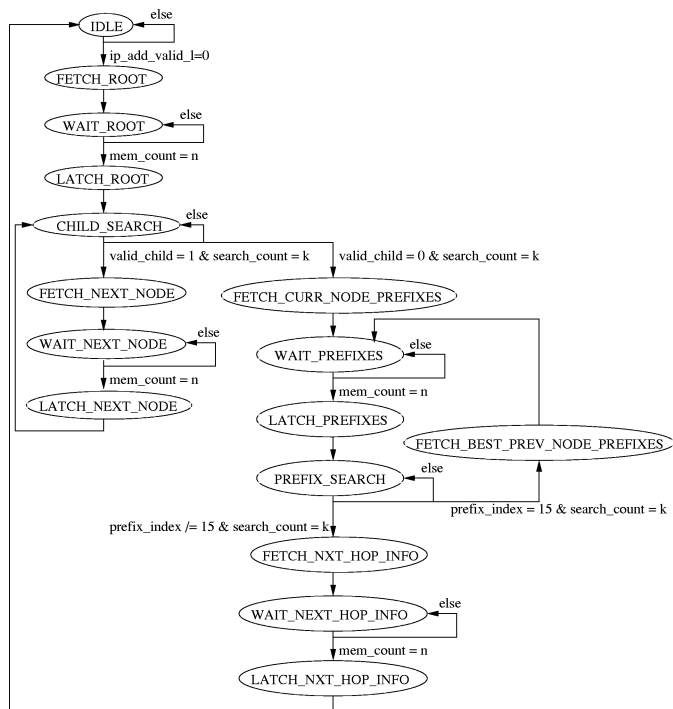 IDLE
else
ip_add_valid_l=0
FETCH_ROOT
else
WAIT_ROOT
mem_count = n
LATCH_ROOT
else
CHILD_SEARCH
valid_child = 1 & search_count = k
valid_child = 0 & search_count = k
FETCH_NEXT_NODE
FETCH_CURR_NODE_PREFIXES
else
WAIT_NEXT_NODE
else
WAIT_PREFIXES
mem_count = n
mem_count = n
LATCH_NEXT_NODE
LATCH_PREFIXES
FETCH_BEST_PREV_NODE_PREFIXES
else
PREFIX_SEARCH
prefix_index = 15 & search_count = k
prefix_index /= 15 & search_count = k
FETCH_NXT_HOP_INFO
else
WAIT_NEXT_HOP_INFO
mem_count = n
LATCH_NXT_HOP_INFO